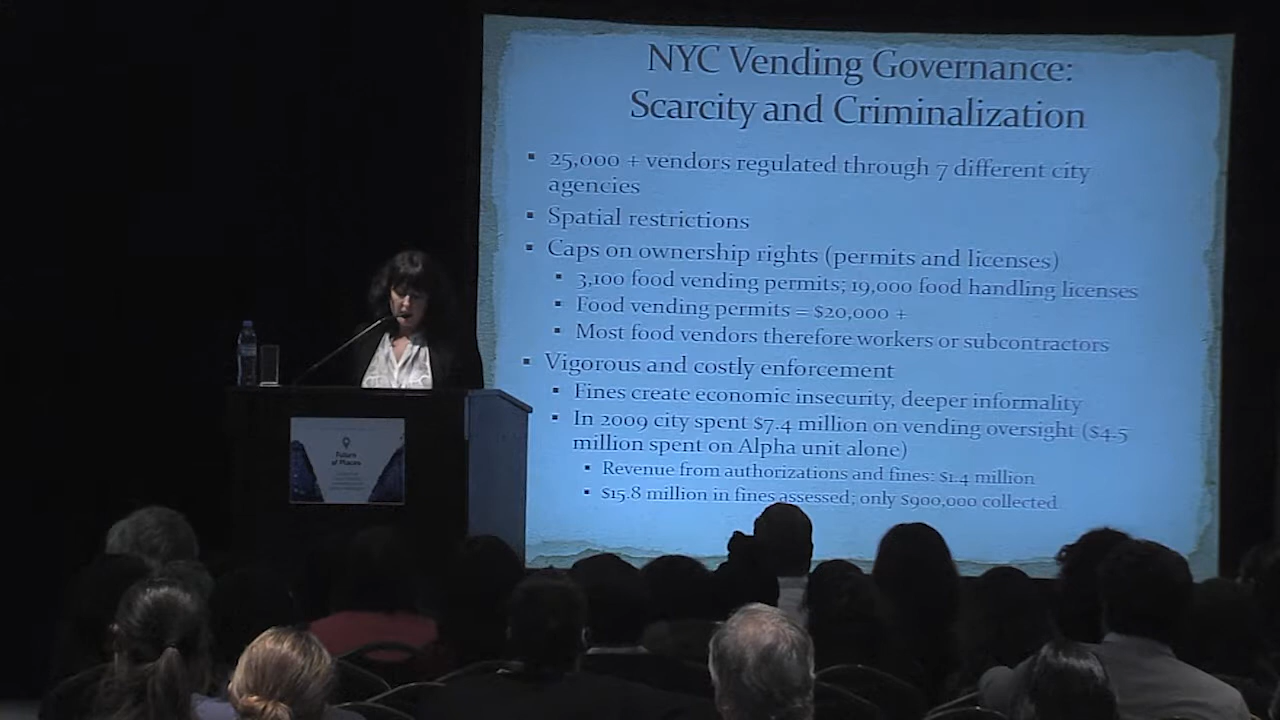 NYC Vending Governance:
Scarcity and Criminalization
▪ 25,000 + vendors regulated through 7 different city
agencies
▪ Spatial restrictions
▪ Caps on ownership rights (permits and licenses)
▪ 3,100 food vending permits; 19,000 food handling licenses
▪ Food vending permits = $20,000 +
▪ Most food vendors therefore workers or subcontractors
▪ Vigorous and costly enforcement
▪ Fines create economic insecurity, deeper informality
▪ In 2009 city spent $7.4 million on vending oversight ($4.5
million spent on Alpha unit alone)
▪ Revenue from authorizations and fines: $1.4 million
▪ $15.8 million in fines assessed; only $900,000 collected
Future
of Places